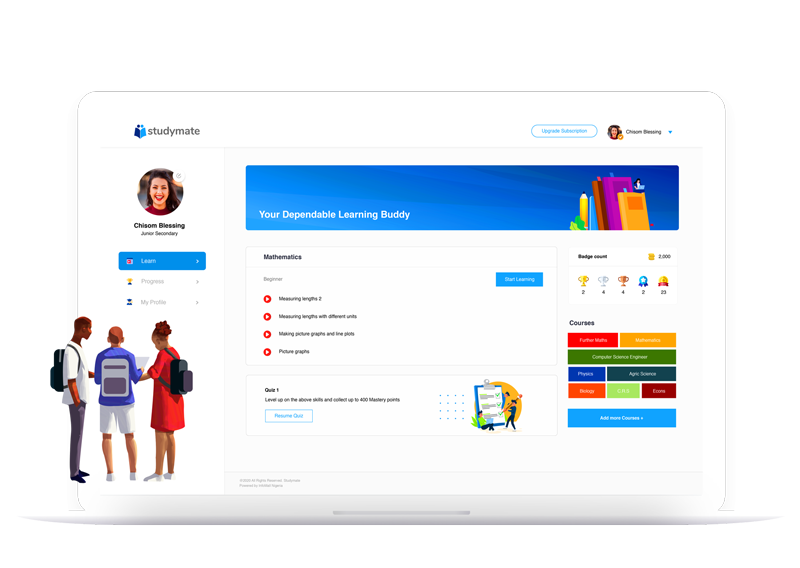 studymate
Upgrade Subscription
Chisom Blessing
Chisom Blessing
Junior Secondary
Learn
Progress
My Profile
Your Dependable Learning Buddy
Mathematics
Beginner
Start Learning
Measuring lengths 2
Measuring lengths with different units
Making picture graphs and line plots
Picture graphs
Quiz 1
Level up on the above skills and collect up to 400 Mastery points
Resume Quiz
Badge count
2,000
2 4 4 2 23
Courses
Further Maths
Mathematics
Computer Science Engineer
Physics
Agric Science
Biology
C.R.S
Econs
Add more Courses +
All Rights Reserved.
Powered by